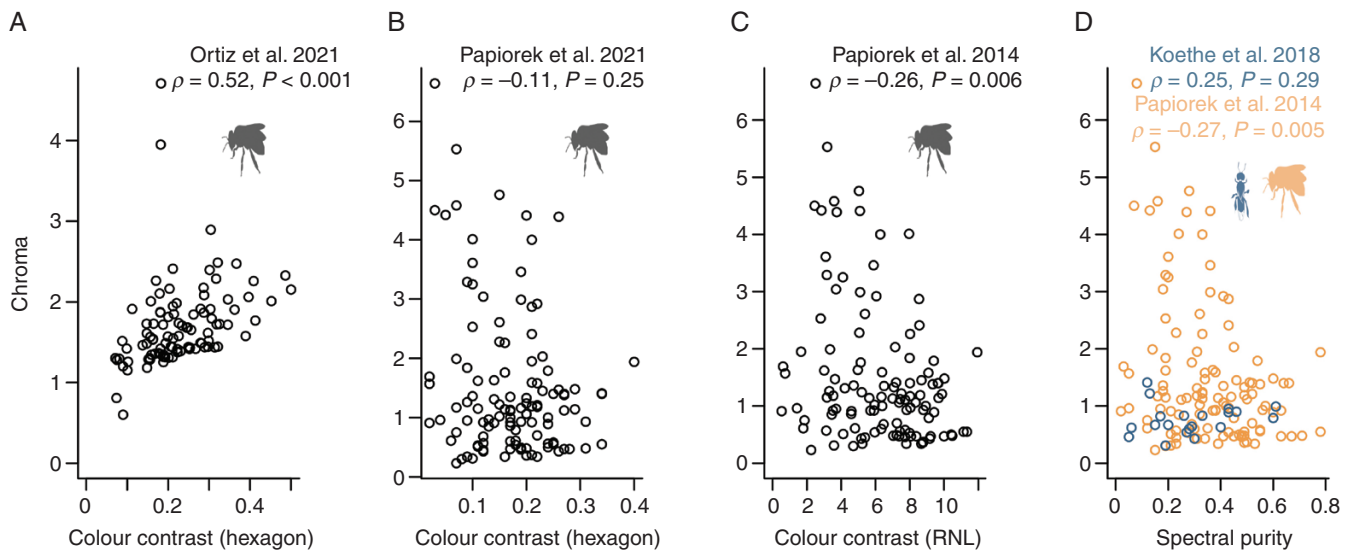 A
Ortiz et al. 2021
ρ = 0.52, P < 0.001
Chroma
4
3
2
1
0
0
0.2
0.4
Colour contrast (hexagon)
B
Papiorek et al. 2021
ρ = –0.11, P = 0.25
6
5
4
3
2
1
0
0.1
0.2
0.3
0.4
Colour contrast (hexagon)
C
Papiorek et al. 2014
ρ = –0.26, P = 0.006
6
5
4
3
2
1
0
0
2
4
6
8
10
Colour contrast (RNL)
D
Koethe et al. 2018
ρ = 0.25, P = 0.29
Papiorek et al. 2014
ρ = –0.27, P = 0.005
6
5
4
3
2
1
0
0
0.2
0.4
0.6
0.8
Spectral purity